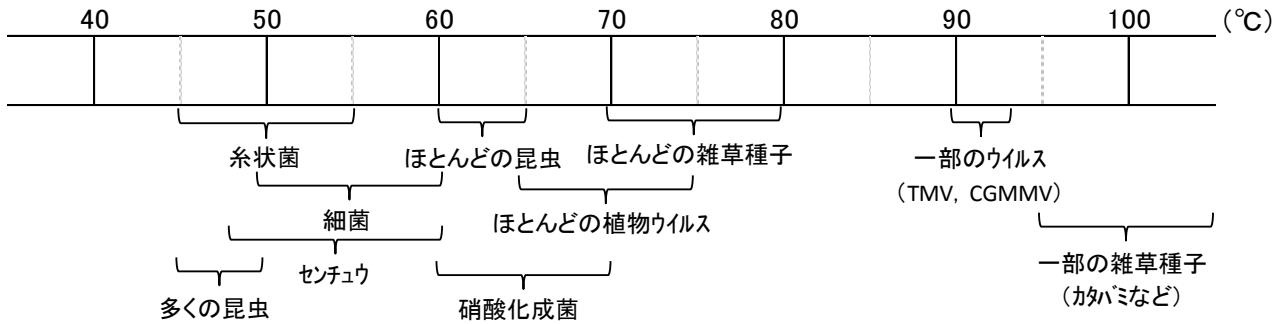 40 50 60 70 80 90 100 (℃)
糸状菌 ほとんどの昆虫 ほとんどの雑草種子 一部のウイルス
(TMV, CGMMV)
細菌 ほとんどの植物ウイルス
センチュウ 一部の雑草種子
(カタバミなど)
多くの昆虫 硝酸化成菌